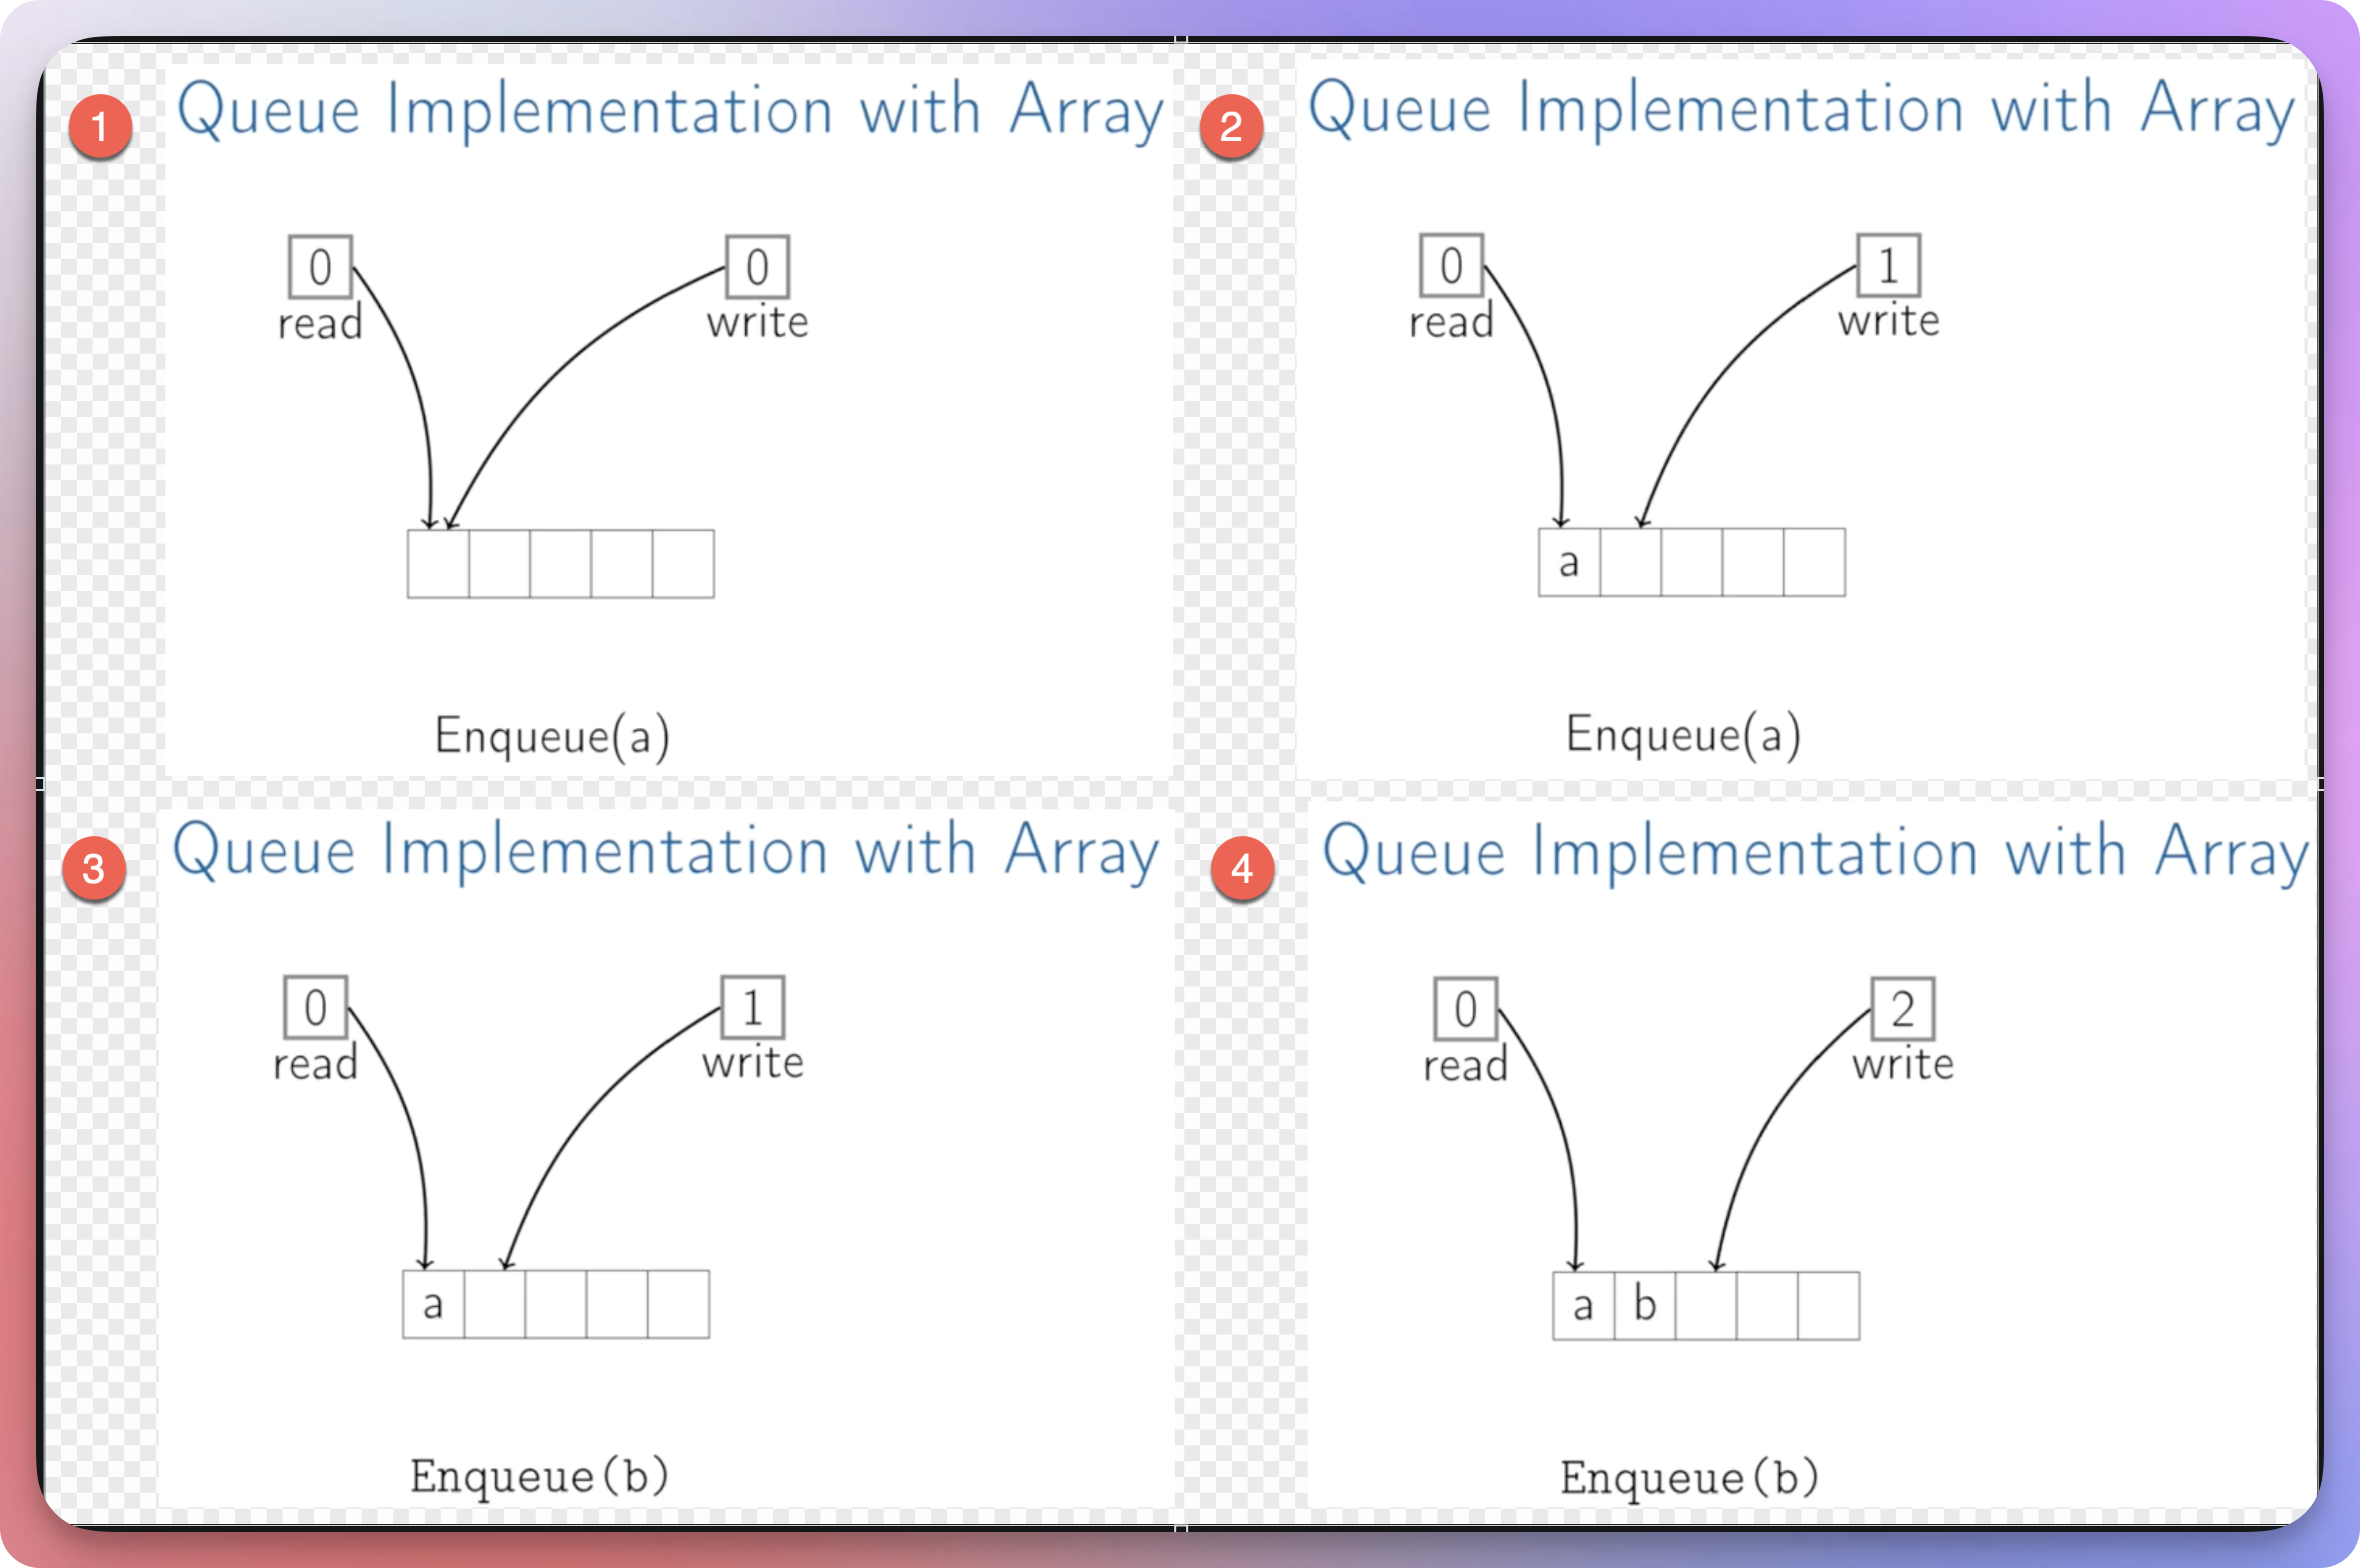 1
Queue Implementation with Array
0
read
0
write
Enqueue(a)
2
Queue Implementation with Array
0
read
1
write
a
Enqueue(a)
3
Queue Implementation with Array
0
read
1
write
a
Enqueue(b)
4
Queue Implementation with Array
0
read
2
write
a b
Enqueue(b)